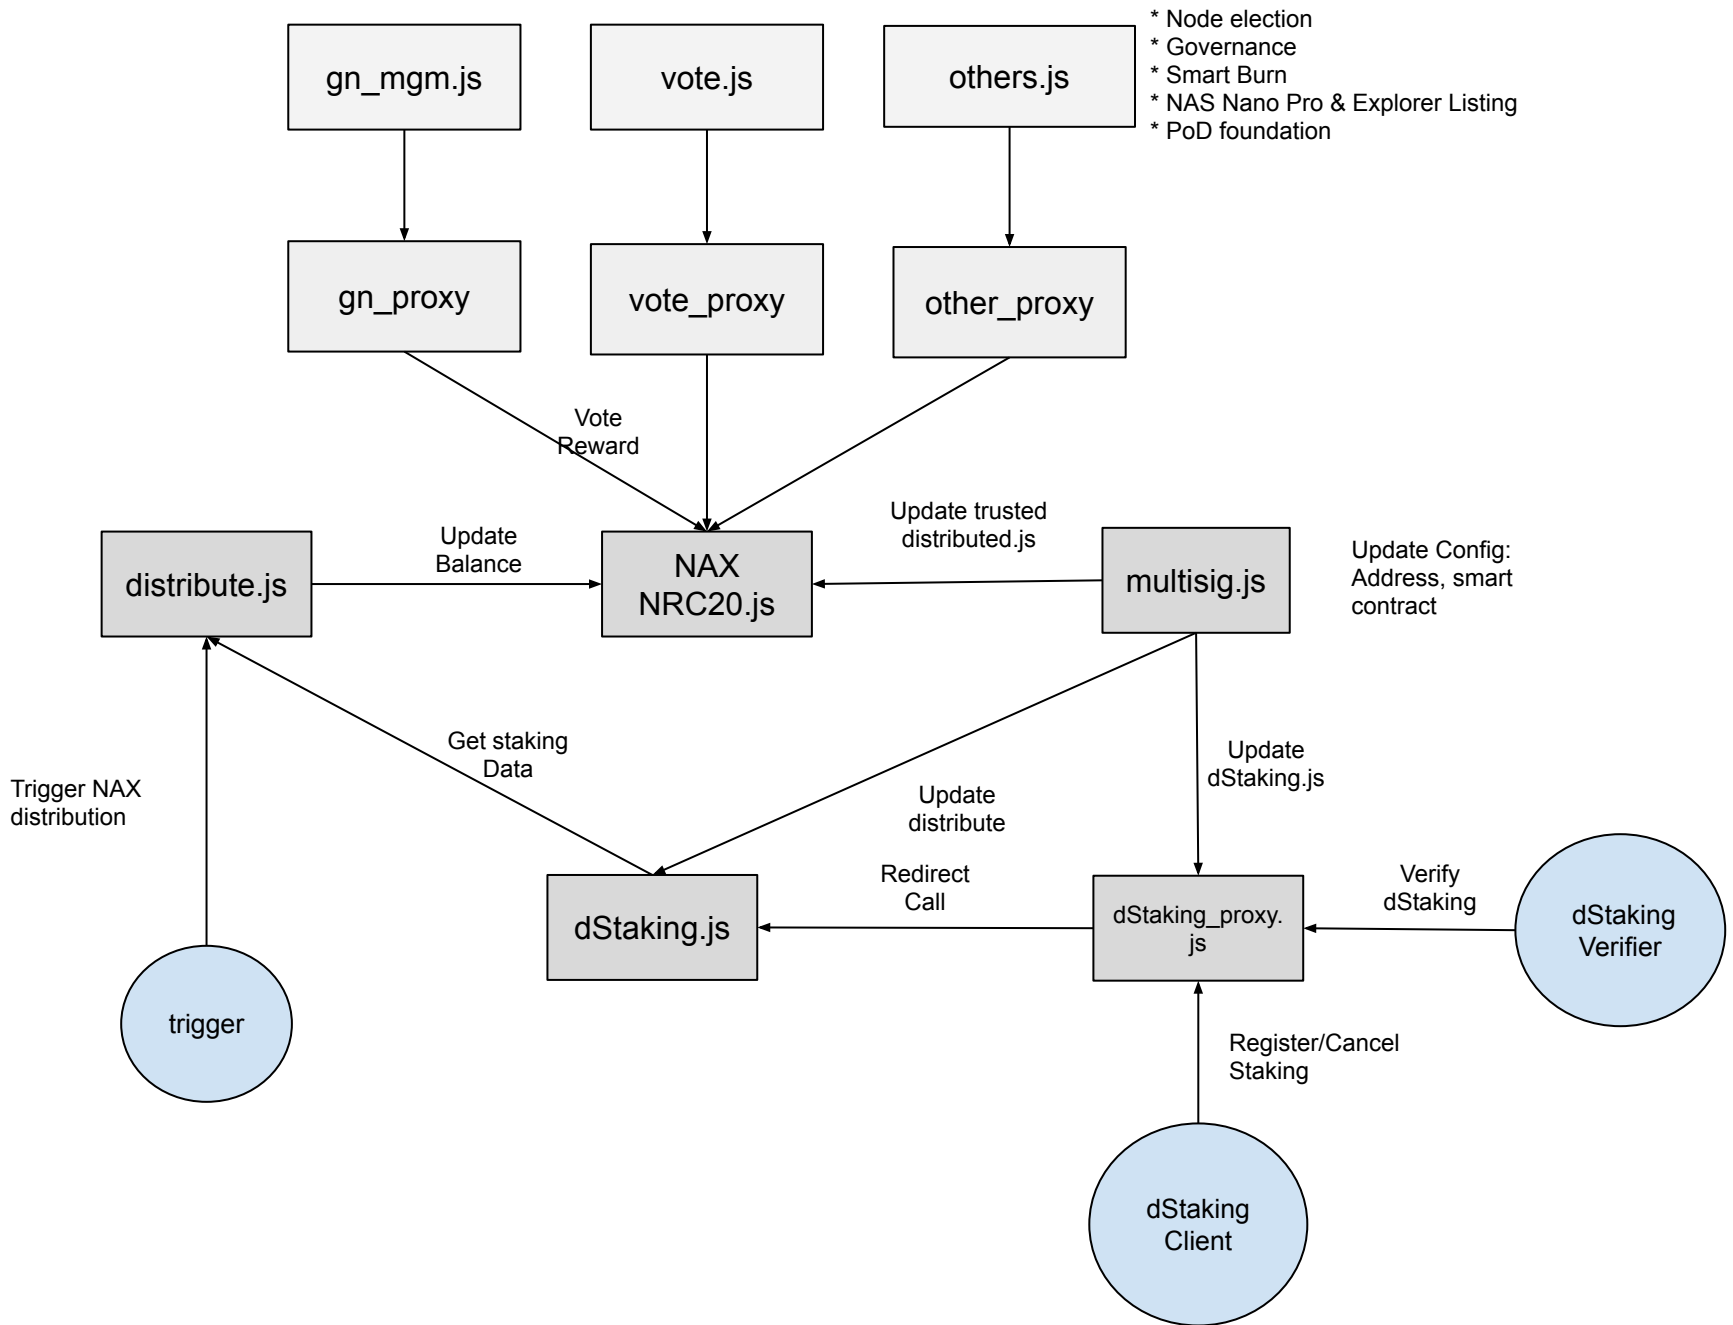 * Node election
* Governance
* Smart Burn
* NAS Nano Pro & Explorer Listing
* PoD foundation
gn_mgm.js
vote.js
others.js
gn_proxy
vote_proxy
other_proxy
Vote
Reward
Update
Balance
Update trusted
distributed.js
distribute.js
NAX
NRC20.js
multisig.js
Update Config:
Address, smart
contract
Get staking
Data
Update
dStaking.js
Trigger NAX
distribution
Update
distribute
Redirect
Call
Verify
dStaking
dStaking.js
dStaking_proxy.
js
dStaking
Verifier
trigger
Register/Cancel
Staking
dStaking
Client